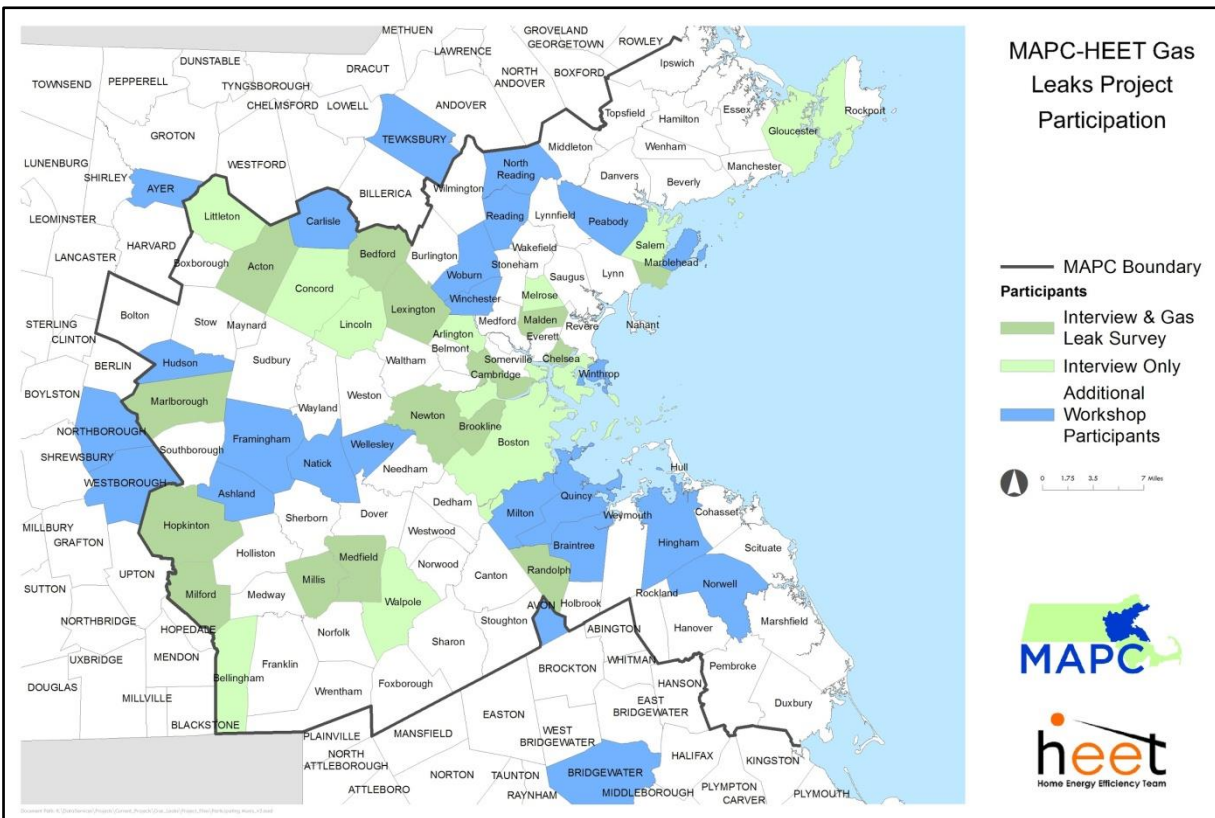 METHUEN
GROVELAND
GEORGETOWN
ROWLEY
DUNSTABLE
LAWRENCE
Ipswich
TOWNSEND
PEPPERELL
TYNGSBOROUGH
DRACUT
NORTH
ANDOVER
BOXFORD
CHELMSFORD
LOWELL
ANDOVER
Topsfield
Essex
Rockport
GROTON
Hamilton
Gloucester
TEWKSBURY
WESTFORD
Middleton
Wenham
LUNENBURG
SHIRLEY
AYER
BILLERICA
Wilmington
North
Reading
Danvers
Manchester
Beverly
LEOMINSTER
Littleton
Carlisle
Reading
Lynnfield
Peabody
HARVARD
LANCASTER
Boxborough
Acton
Bedford
Burlington
Wakefield
Salem
Marblehead
Woburn
Stoneham
Saugus
Lynn
Concord
Lexington
Winchester
Melrose
Bolton
Stow
Maynard
Lincoln
Arlington
Medford
Malden
Revere
Nahant
STERLING
CLINTON
Everett
BERLIN
Hudson
Sudbury
Waltham
Belmont
Somerville
Chelsea
Cambridge
Winthrop
BOYLSTON
Marlborough
Wayland
Weston
Newton
Brookline
Boston
NORTHBOROUGH
Framingham
Wellesley
SHREWSBURY
Southborough
Natick
Needham
Hull
WESTBOROUGH
Ashland
Dedham
Quincy
Cohasset
Hopkinton
Sherborn
Dover
Milton
Weymouth
MILLBURY
GRAFTON
Holliston
Westwood
Braintree
Hingham
Scituate
Medfield
Norwood
Canton
Randolph
Norwell
SUTTON
UPTON
Milford
Medway
Millis
Walpole
AVON
Holbrook
Rockland
Marshfield
NORTHBRIDGE
HOPEDALE
Norfolk
Stoughton
ABINGTON
Hanover
UXBRIDGE
MENDON
Sharon
BROCKTON
WHITMAN
Pembroke
DOUGLAS
Bellingham
Franklin
Foxborough
HANSON
MILLVILLE
Wrentham
EAST
BRIDGEWATER
Duxbury
BLACKSTONE
EASTON
PLAINVILLE
MANSFIELD
WEST
BRIDGEWATER
NORTH
ATTLEBOROUGH
HALIFAX
KINGSTON
NORTON
TAUNTON
BRIDGEWATER
PLYMPTON
ATTLEBORO
RAYNHAM
MIDDLEBOROUGH
CARVER
PLYMOUTH
MAPC-HEET Gas
Leaks Project
Participation
MAPC Boundary
Participants
Interview & Gas
Leak Survey
Interview Only
Additional
Workshop
Participants
0 1.75 3.5 7 Miles
MAPC
heet
Home Energy Efficiency Team